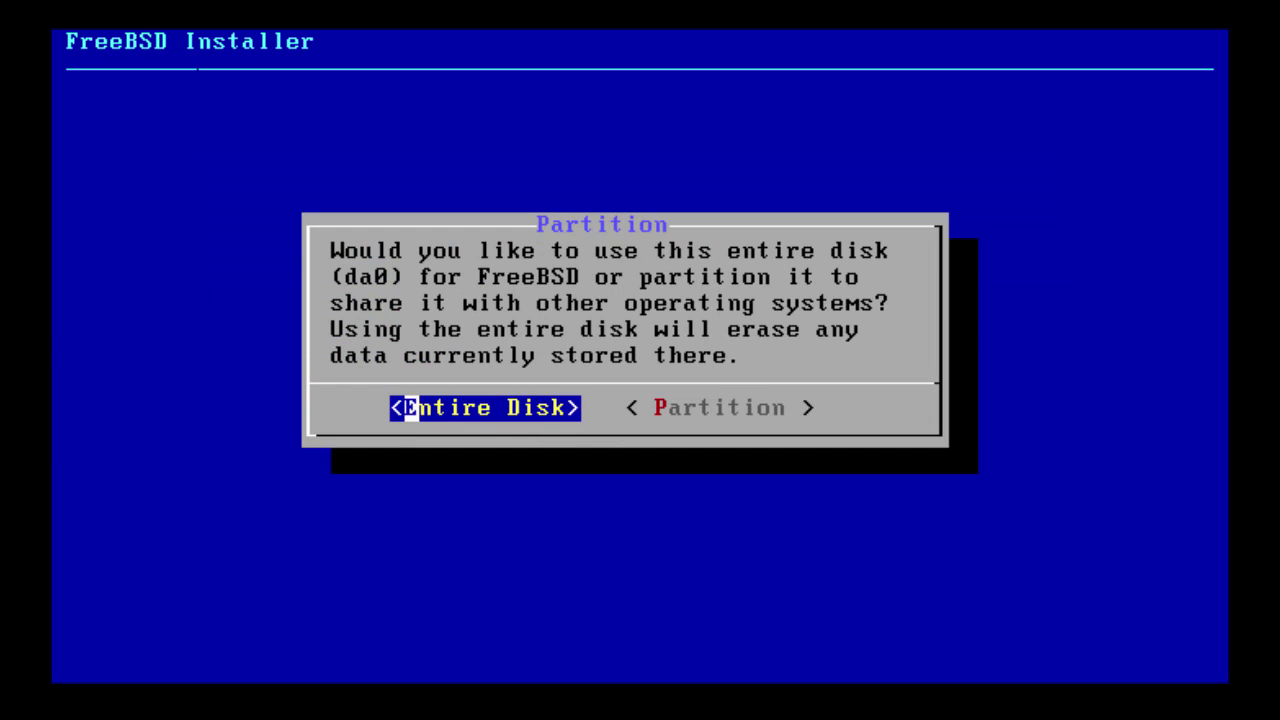 FreeBSD Installer
Partition
Would you like to use this entire disk
(da0) for FreeBSD or partition it to
share it with other operating systems?
Using the entire disk will erase any
data currently stored there.
<Entire Disk> < Partition >